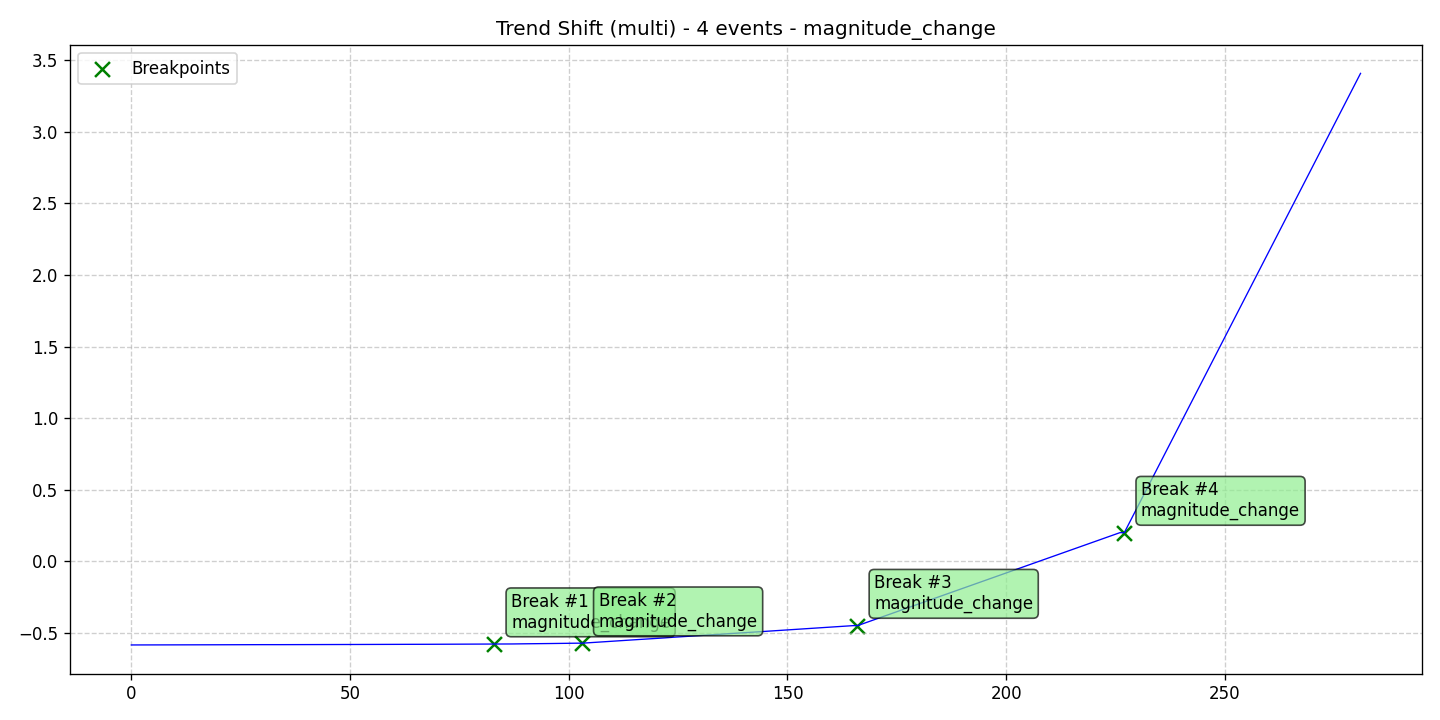 Trend Shift (multi) - 4 events - magnitude_change
Breakpoints
3.5
3.0
2.5
2.0
1.5
1.0
0.5
0.0
−0.5
Break #4
magnitude_change
Break #3
magnitude_change
Break #1
magnitude_change
Break #2
magnitude_change
0
50
100
150
200
250